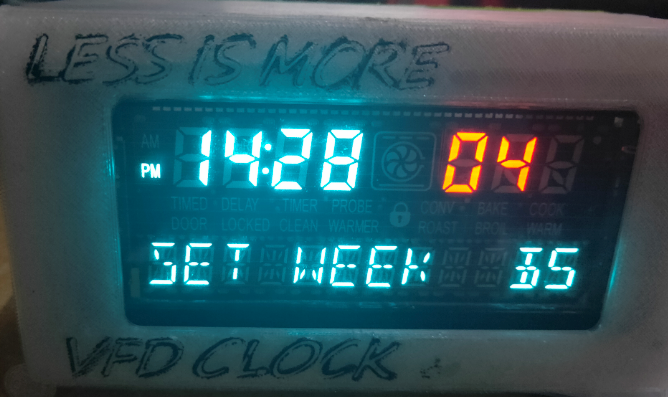 LESS IS MORE
AM
PM 14:28 04
TIMED DELAY TIMER PROBE CONV BAKE COOK
DOOR LOCKED CLEAN WARMER ROAST BROIL WARM
SET WEEK BS
VFD CLOCK